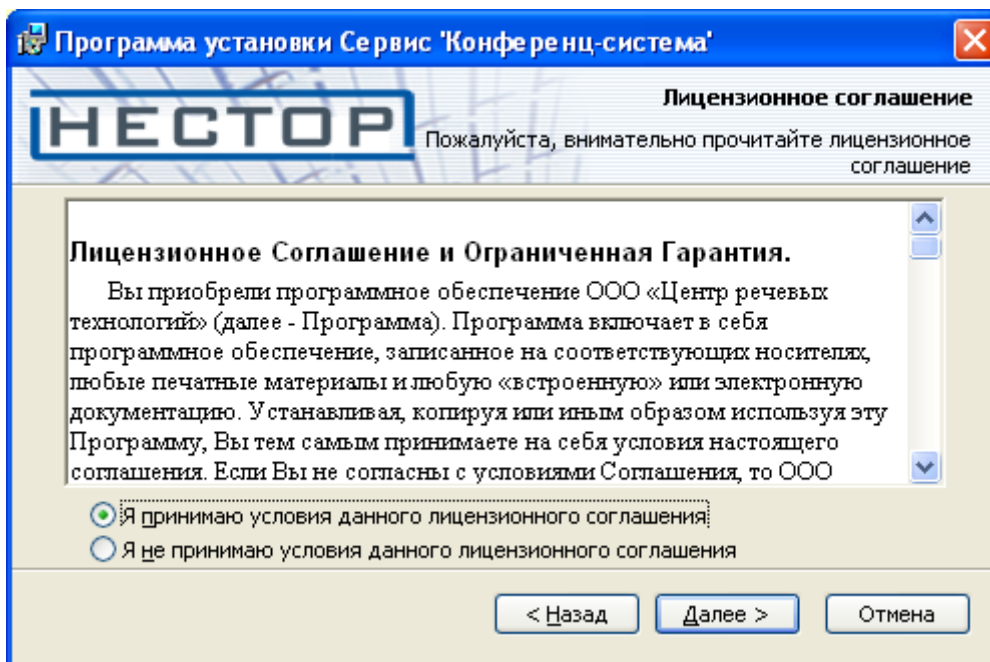 Программа установки Сервис 'Конференц-система'
НЕСТОР
Лицензионное соглашение
Пожалуйста, внимательно прочитайте лицензионное
соглашение
Лицензионное Соглашение и Ограниченная Гарантия.
Вы приобрели программное обеспечение ООО «Центр речевых
технологий» (далее - Программа). Программа включает в себя
программное обеспечение, записанное на соответствующих носителях,
любые печатные материалы и любую «встроенную» или электронную
документацию. Устанавливая, копируя или иным образом используя эту
Программу, Вы тем самым принимаете на себя условия настоящего
соглашения. Если Вы не согласны с условиями Соглашения, то ООО
Я принимаю условия данного лицензионного соглашения
Я не принимаю условия данного лицензионного соглашения
< Назад
Далее >
Отмена